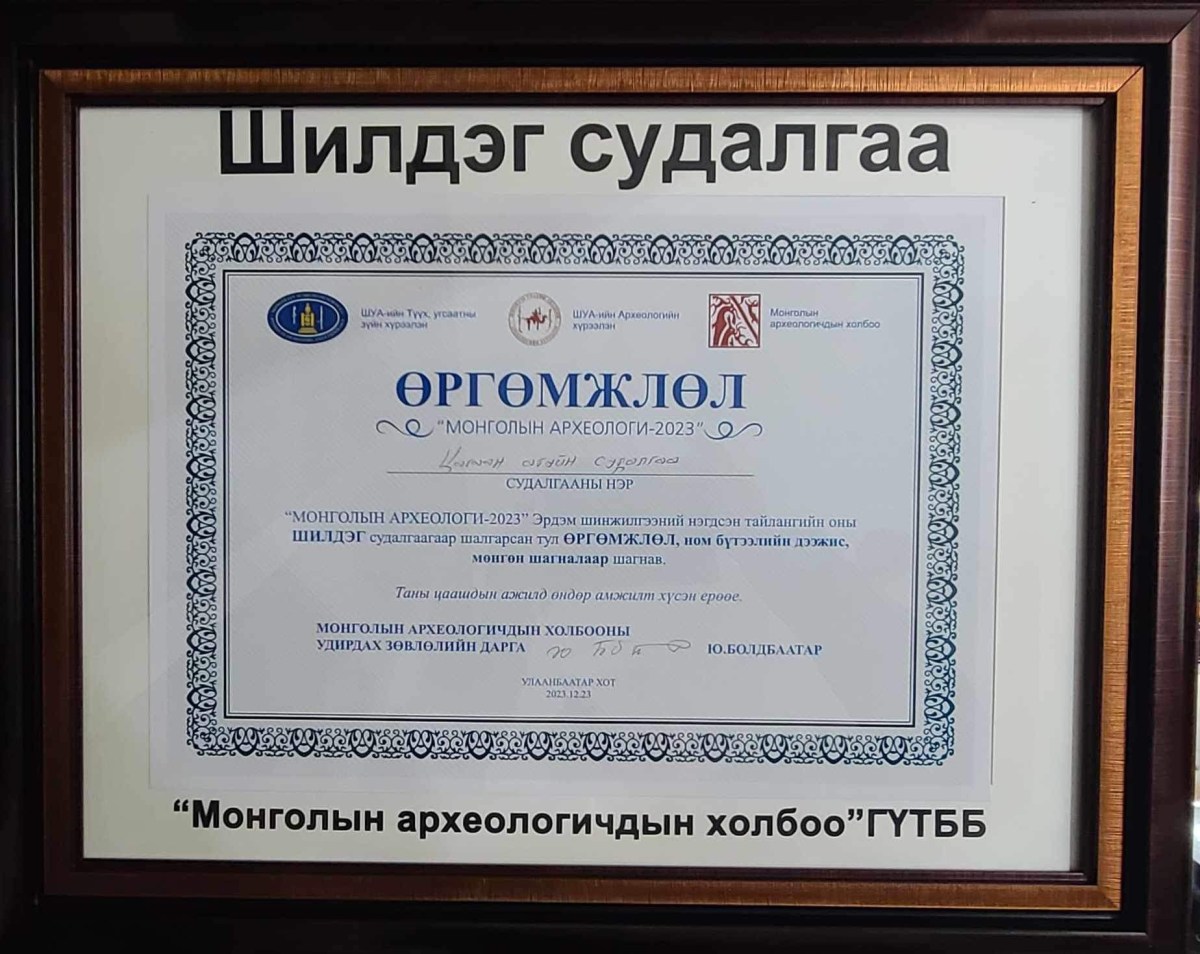 Шилдэг судалгаа
ШУА-ийн Түүх, угсаатны
зүйн хүрээлэн
ШУА-ийн Археологийн
хүрээлэн
Монголын
археологичдын холбоо
ӨРГӨМЖЛӨЛ
"МОНГОЛЫН АРХЕОЛОГИ-2023"
Цагаан агуйн судалгаа
СУДАЛГААНЫ НЭР
"МОНГОЛЫН АРХЕОЛОГИ-2023" Эрдэм шинжилгээний нэгдсэн тайлангийн оны
ШИЛДЭГ судалгаагаар шалгарсан тул ӨРГӨМЖЛӨЛ, ном бүтээлийн дээжис,
мөнгөн шагналаар шагнав.
Таны цаашдын ажилд өндөр амжилт хүсэн ерөөе.
МОНГОЛЫН АРХЕОЛОГИЧДЫН ХОЛБООНЫ
УДИРДАХ ЗӨВЛӨЛИЙН ДАРГА Ю.БОЛДБААТАР
УЛААНБААТАР ХОТ
2023.12.23
"Монголын археологичдын холбоо"ГҮТББ